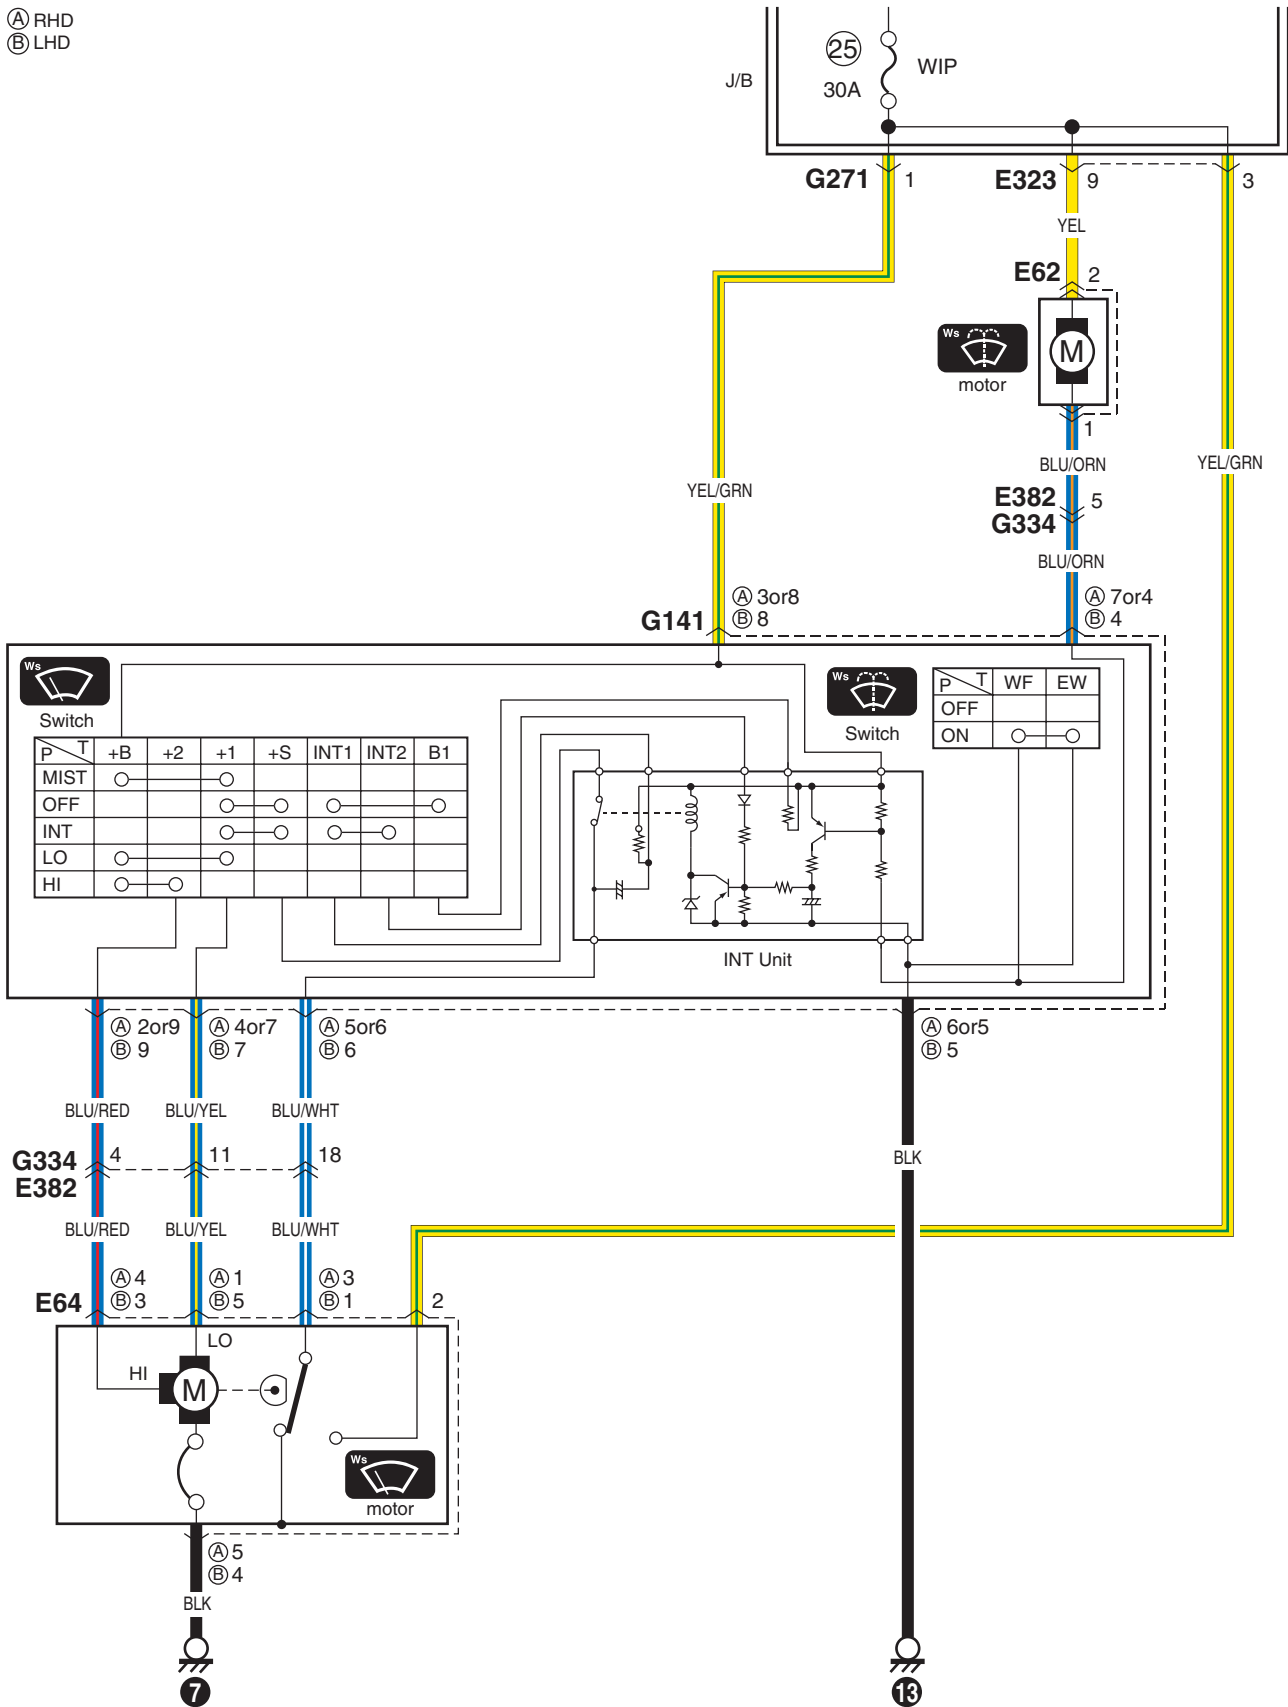 Ⓐ RHD
Ⓑ LHD
J/B
25
30A
WIP
G271 1
E323 9
3
YEL
E62 2
Ws
motor
M
1
BLU/ORN
YEL/GRN
YEL/GRN
E382
G334
5
BLU/ORN
G141
Ⓐ 3or8
Ⓑ 8
Ⓐ 7or4
Ⓑ 4
Ws
Switch
Ws
Switch
P T WF EW
OFF
ON
P T +B +2 +1 +S INT1 INT2 B1
MIST
OFF
INT
LO
HI
INT Unit
Ⓐ 2or9
Ⓑ 9
Ⓐ 4or7
Ⓑ 7
Ⓐ 5or6
Ⓑ 6
Ⓐ 6or5
Ⓑ 5
BLU/RED BLU/YEL BLU/WHT
BLK
G334
E382
4 11 18
BLU/RED BLU/YEL BLU/WHT
E64
Ⓐ 4
Ⓑ 3
Ⓐ 1
Ⓑ 5
Ⓐ 3
Ⓑ 1
2
LO
HI
M
Ws
motor
Ⓐ 5
Ⓑ 4
BLK
7
13